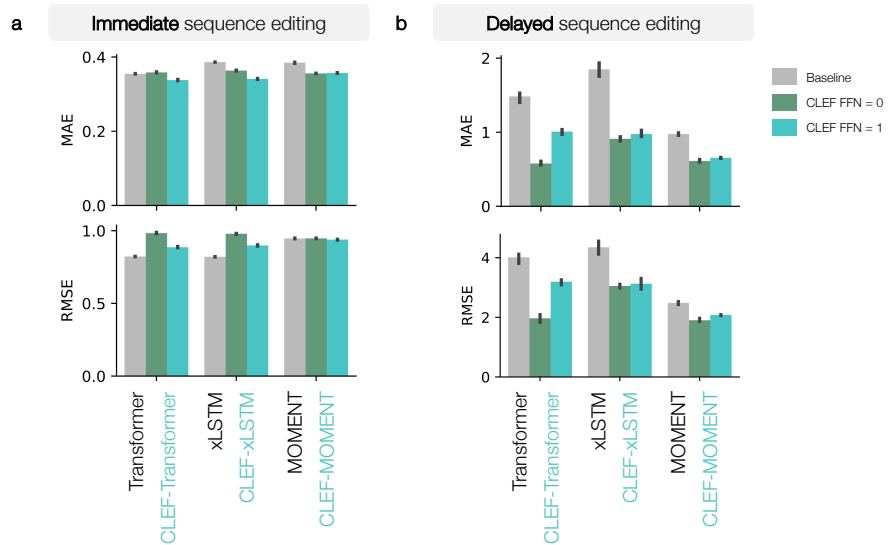 a
Immediate sequence editing
MAE
0.4
0.2
0.0
RMSE
1.0
0.5
0.0
Transformer
CLEF-Transformer
xLSTM
CLEF-xLSTM
MOMENT
CLEF-MOMENT
b
Delayed sequence editing
MAE
2
1
0
RMSE
4
2
0
Transformer
CLEF-Transformer
xLSTM
CLEF-xLSTM
MOMENT
CLEF-MOMENT
Baseline
CLEF FFN = 0
CLEF FFN = 1